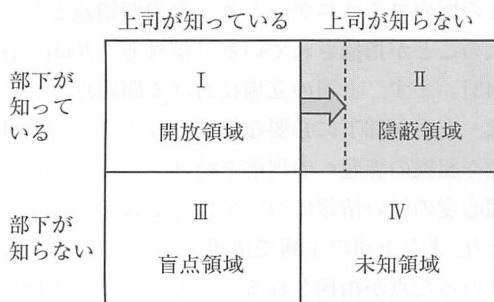 上司が知っている
上司が知らない
部下が
知って
いる
Ⅰ
開放領域
Ⅱ
隠蔽領域
部下が
知らない
Ⅲ
盲点領域
Ⅳ
未知領域